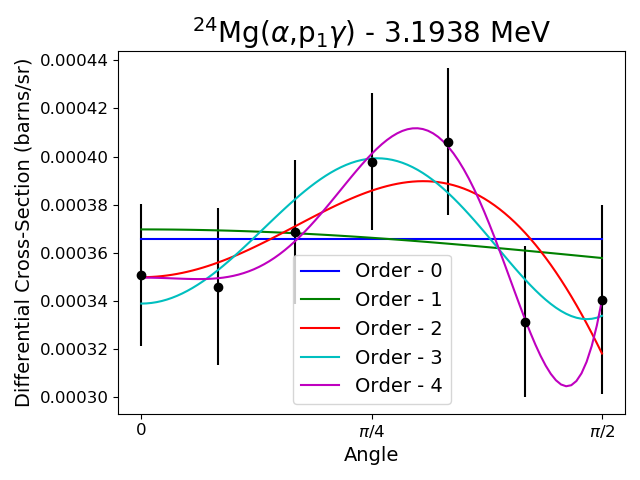 ²⁴Mg(α,p₁γ) - 3.1938 MeV
Differential Cross-Section (barns/sr)
0.00044
0.00042
0.00040
0.00038
0.00036
0.00034
0.00032
0.00030
Order - 0
Order - 1
Order - 2
Order - 3
Order - 4
0 π/4 π/2
Angle